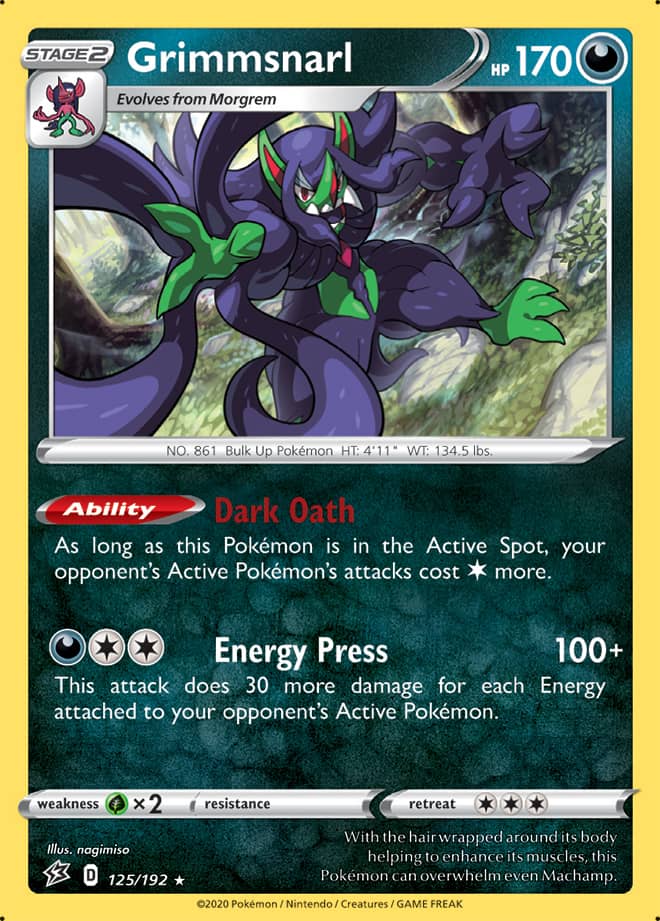 STAGE2
Grimmsnarl
HP 170
Evolves from Morgrem
NO. 861 Bulk Up Pokémon HT: 4'11" WT: 134.5 lbs.
Ability Dark Oath
As long as this Pokémon is in the Active Spot, your
opponent's Active Pokémon's attacks cost more.
Energy Press 100+
This attack does 30 more damage for each Energy
attached to your opponent's Active Pokémon.
weakness ×2 resistance retreat
Illus. nagimiso
With the hair wrapped around its body
helping to enhance its muscles, this
Pokémon can overwhelm even Machamp.
D 125/192 ★
©2020 Pokémon / Nintendo / Creatures / GAME FREAK